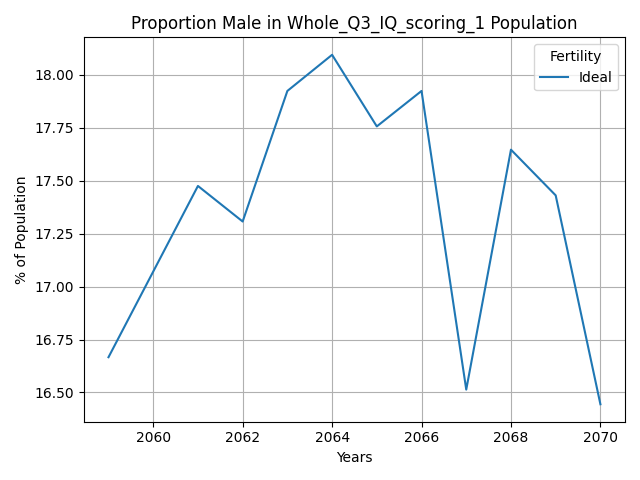 Proportion Male in Whole_Q3_IQ_scoring_1 Population
Fertility
Ideal
18.00
17.75
17.50
17.25
17.00
16.75
16.50
% of Population
2060
2062
2064
2066
2068
2070
Years